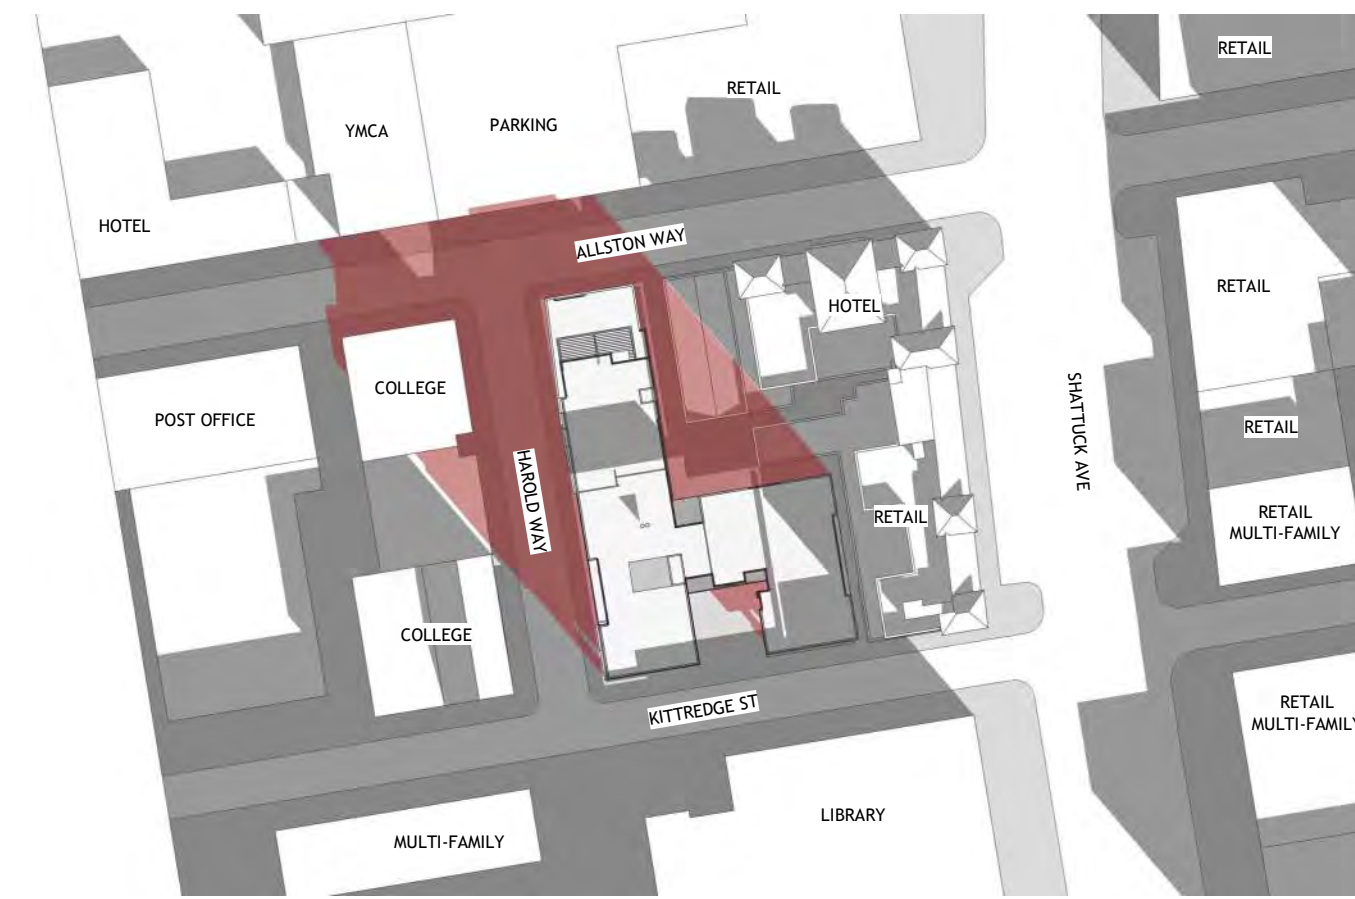 RETAIL
RETAIL
PARKING
YMCA
HOTEL
ALLSTON WAY
RETAIL
HOTEL
COLLEGE
POST OFFICE
SHATTUCK AVE
RETAIL
HAROLD WAY
RETAIL
RETAIL
MULTI-FAMILY
COLLEGE
KITTREDGE ST
RETAIL
MULTI-FAMILY
LIBRARY
MULTI-FAMILY